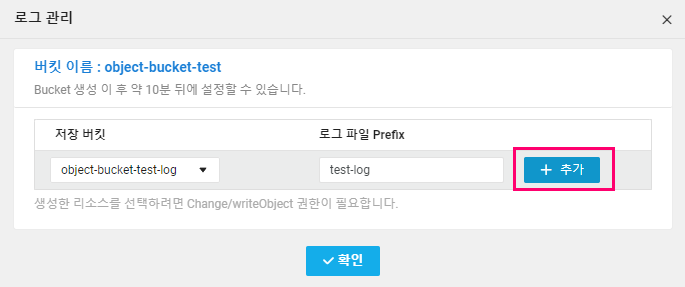 로그 관리
버킷 이름 : object-bucket-test
Bucket 생성 이 후 약 10분 뒤에 설정할 수 있습니다.
저장 버킷 로그 파일 Prefix
object-bucket-test-log test-log 추가
생성한 리소스를 선택하려면 Change/writeObject 권한이 필요합니다.
확인